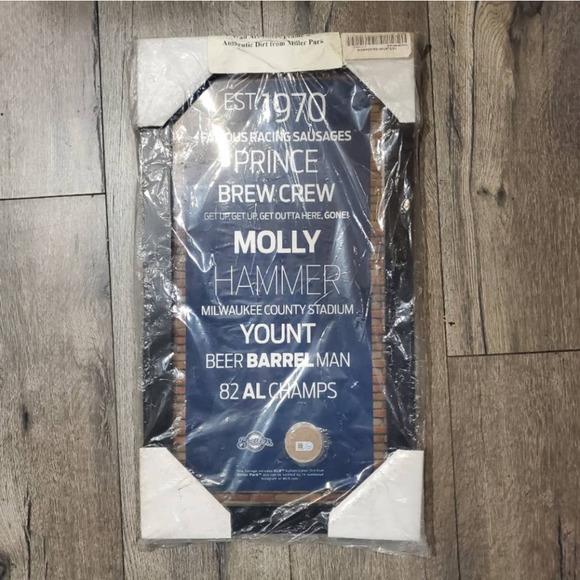 Authentic Dirt from Miller Park
EST. 1970
FAMOUS RACING SAUSAGES
PRINCE
BREW CREW
GET UP, GET UP, GET OUTTA HERE, GONE!
MOLLY
HAMMER
MILWAUKEE COUNTY STADIUM
YOUNT
BEER BARREL MAN
82 AL CHAMPS
Brewers